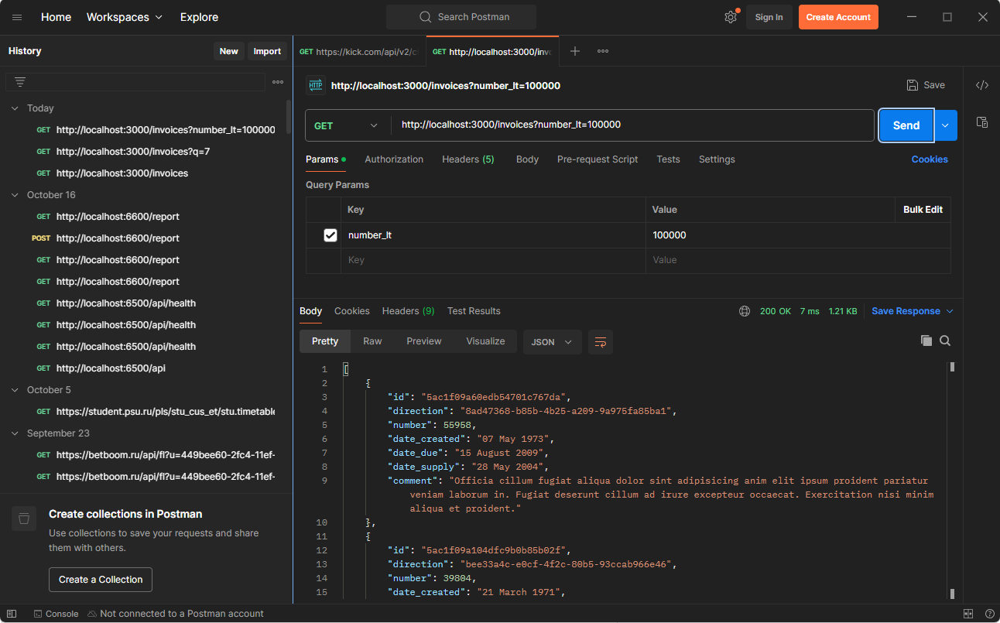 Home Workspaces Explore Search Postman Sign In Create Account
History New Import
GET https://kick.com/api/v2/c GET http://localhost:3000/inv
http://localhost:3000/invoices?number_lt=100000 Save
GET http://localhost:3000/invoices?number_lt=100000 Send
Params Authorization Headers (5) Body Pre-request Script Tests Settings Cookies
Query Params
Key Value Bulk Edit
number_lt 100000
Key Value
Today
GET http://localhost:3000/invoices?number_lt=100000
GET http://localhost:3000/invoices?q=7
GET http://localhost:3000/invoices
October 16
GET http://localhost:6600/report
POST http://localhost:6600/report
GET http://localhost:6600/report
GET http://localhost:6600/report
GET http://localhost:6500/api/health
GET http://localhost:6500/api/health
GET http://localhost:6500/api/health
GET http://localhost:6500/api
October 5
GET https://student.psu.ru/pls/stu_cus_et/stu.timetable
September 23
GET https://betboom.ru/api/fl?u=449bee60-2fc4-11ef-
GET https://betboom.ru/api/fl?u=449bee60-2fc4-11ef-
Create collections in Postman
Use collections to save your requests and share
them with others.
Create a Collection
Body Cookies Headers (9) Test Results 200 OK 7 ms 1.21 KB Save Response
Pretty Raw Preview Visualize JSON
1 [
2 {
3 "id": "5ac1f09a60edb54701c767da",
4 "direction": "8ad47368-b85b-4b25-a209-9a975fa85ba1",
5 "number": 55958,
6 "date_created": "07 May 1973",
7 "date_due": "15 August 2009",
8 "date_supply": "28 May 2004",
9 "comment": "Officia cillum fugiat aliqua dolor sint adipisicing anim elit ipsum proident pariatur
veniam laborum in. Fugiat deserunt cillum ad irure excepteur occaecat. Exercitation nisi minim
aliqua et proident."
10 },
11 {
12 "id": "5ac1f09a104dfc9b0b85b02f",
13 "direction": "bee33a4c-e0cf-4f2c-80b5-93ccab966e46",
14 "number": 39804,
15 "date_created": "21 March 1971",
Console Not connected to a Postman account